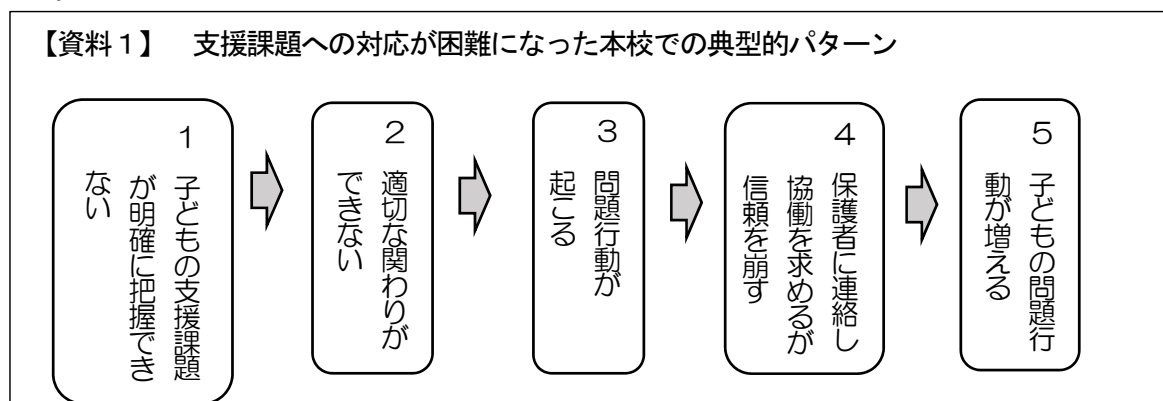 【資料１】　支援課題への対応が困難になった本校での典型的パターン
１　子どもの支援課題
が明確に把握でき
ない
２　適切な関わりが
できない
３　問題行動が
起こる
４　保護者に連絡し
協働を求めるが
信頼を崩す
５　子どもの問題行
動が増える